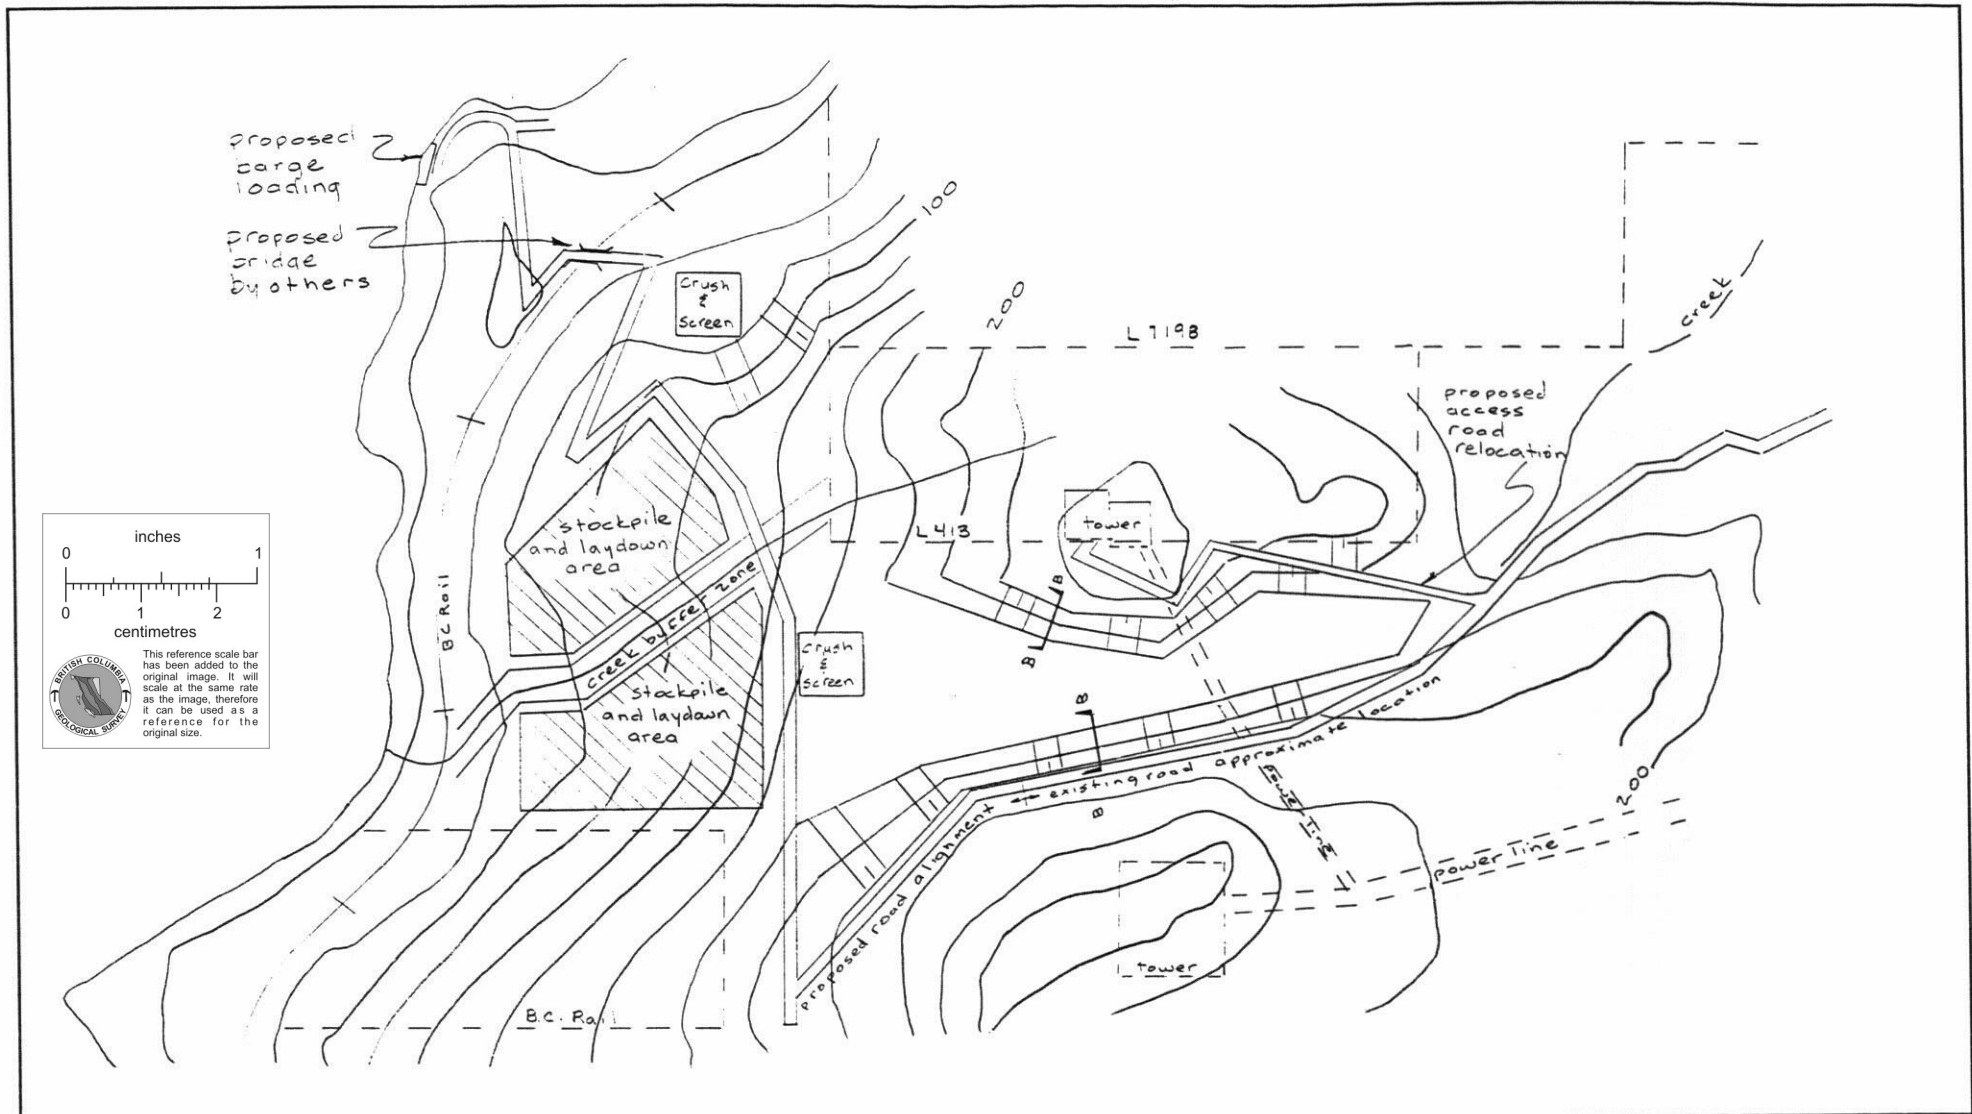 proposed
barge
loading
proposed
bridge
by others
Crush
&
Screen
100
200
L 7198
creek
proposed
access
road
relocation
stockpile
and laydown
area
tower
L 413
B
B
creek buffer zone
B.C. Rail
Crush
&
Screen
stockpile
and laydown
area
B
B
existing road approximate location
proposed road alignment
power line
power line
200
tower
B.C. Rail
inches
0 1
0 1 2
centimetres
BRITISH COLUMBIA
GEOLOGICAL SURVEY
This reference scale bar
has been added to the
original image. It will
scale at the same rate
as the image, therefore
it can be used as a
reference for the
original size.